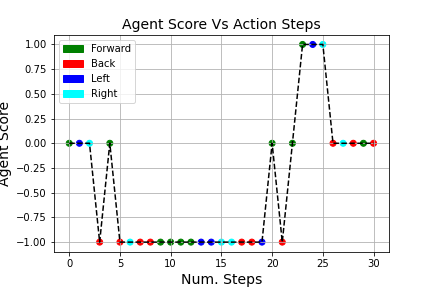 Agent Score Vs Action Steps
Forward
Back
Left
Right
1.00
0.75
0.50
0.25
0.00
−0.25
−0.50
−0.75
−1.00
Agent Score
0 5 10 15 20 25 30
Num. Steps